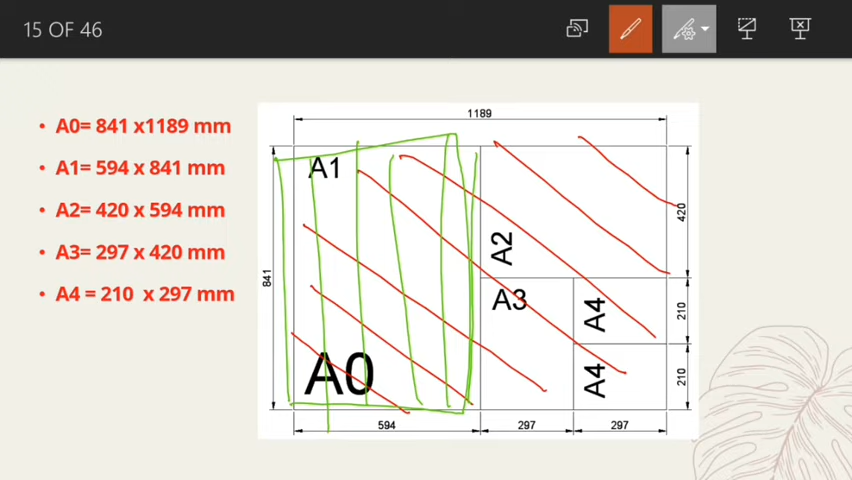 15 OF 46
• A0= 841 x1189 mm
• A1= 594 x 841 mm
• A2= 420 x 594 mm
• A3= 297 x 420 mm
• A4 = 210 x 297 mm
1189
A1
841
A0
A2
420
A3
A4
210
A4
210
594
297
297